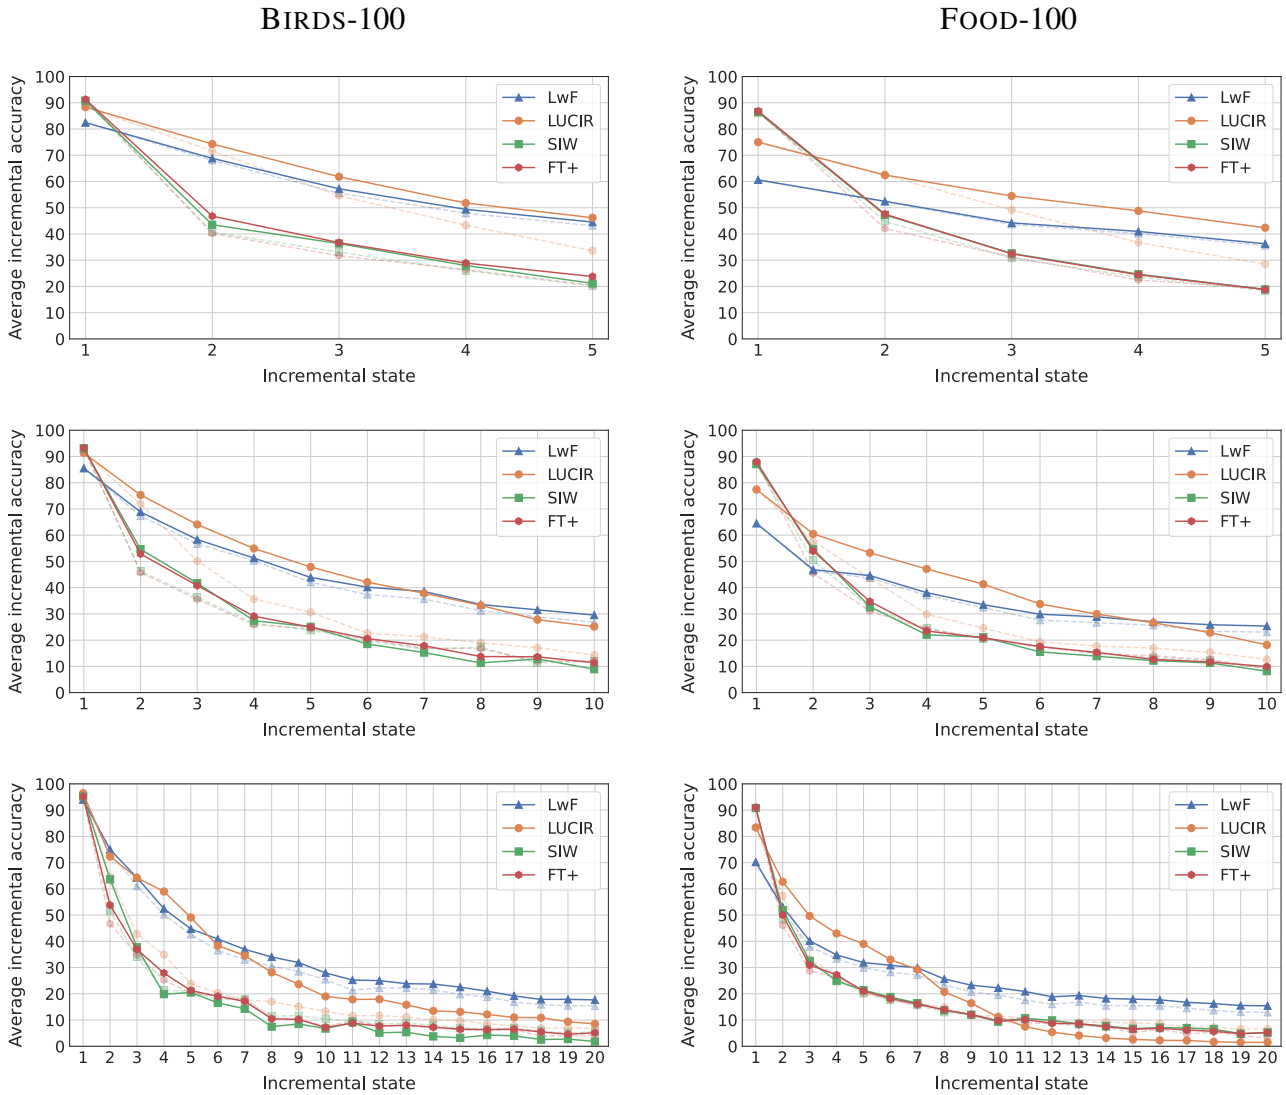 BIRDS-100
FOOD-100
Average incremental accuracy
100
90
80
70
60
50
40
30
20
10
0
LwF
LUCIR
SIW
FT+
1 2 3 4 5
Incremental state
Average incremental accuracy
100
90
80
70
60
50
40
30
20
10
0
LwF
LUCIR
SIW
FT+
1 2 3 4 5
Incremental state
Average incremental accuracy
100
90
80
70
60
50
40
30
20
10
0
LwF
LUCIR
SIW
FT+
1 2 3 4 5 6 7 8 9 10
Incremental state
Average incremental accuracy
100
90
80
70
60
50
40
30
20
10
0
LwF
LUCIR
SIW
FT+
1 2 3 4 5 6 7 8 9 10
Incremental state
Average incremental accuracy
100
90
80
70
60
50
40
30
20
10
0
LwF
LUCIR
SIW
FT+
1 2 3 4 5 6 7 8 9 10 11 12 13 14 15 16 17 18 19 20
Incremental state
Average incremental accuracy
100
90
80
70
60
50
40
30
20
10
0
LwF
LUCIR
SIW
FT+
1 2 3 4 5 6 7 8 9 10 11 12 13 14 15 16 17 18 19 20
Incremental state